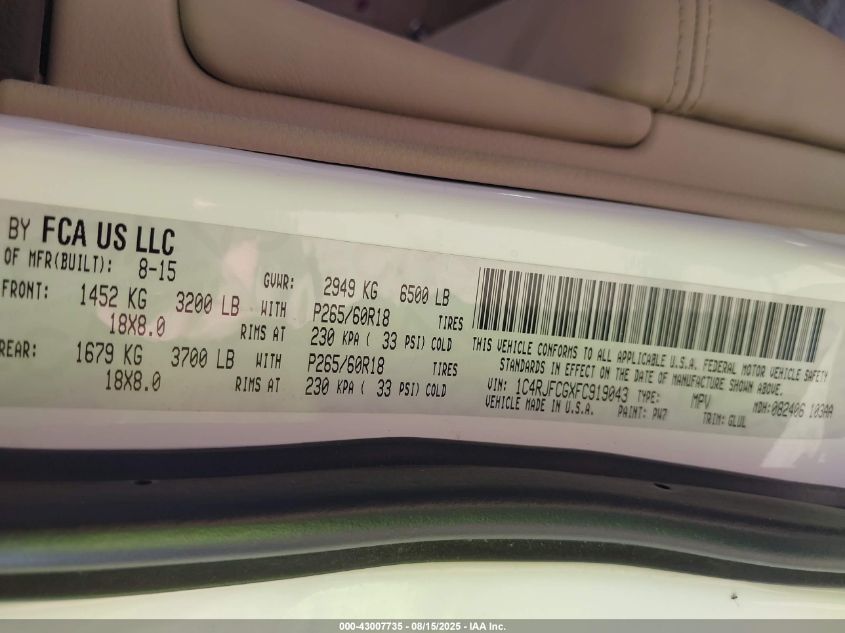 BY FCA US LLC
OF MFR(BUILT): 8-15 GVWR: 2949 KG 6500 LB
FRONT: 1452 KG 3200 LB WITH P265/60R18 TIRES
18X8.0 RIMS AT 230 KPA ( 33 PSI) COLD
REAR: 1679 KG 3700 LB WITH P265/60R18 TIRES
18X8.0 RIMS AT 230 KPA ( 33 PSI) COLD
THIS VEHICLE CONFORMS TO ALL APPLICABLE U.S.A. FEDERAL MOTOR VEHICLE SAFETY
STANDARDS IN EFFECT ON THE DATE OF MANUFACTURE SHOWN ABOVE.
VIN: 1C4RJFCGXFC919043 TYPE: MPV MDH:082406 103AA
VEHICLE MADE IN U.S.A. PAINT: PW7 TRIM: GLUL
000-43007735 - 08/15/2025 - IAA Inc.